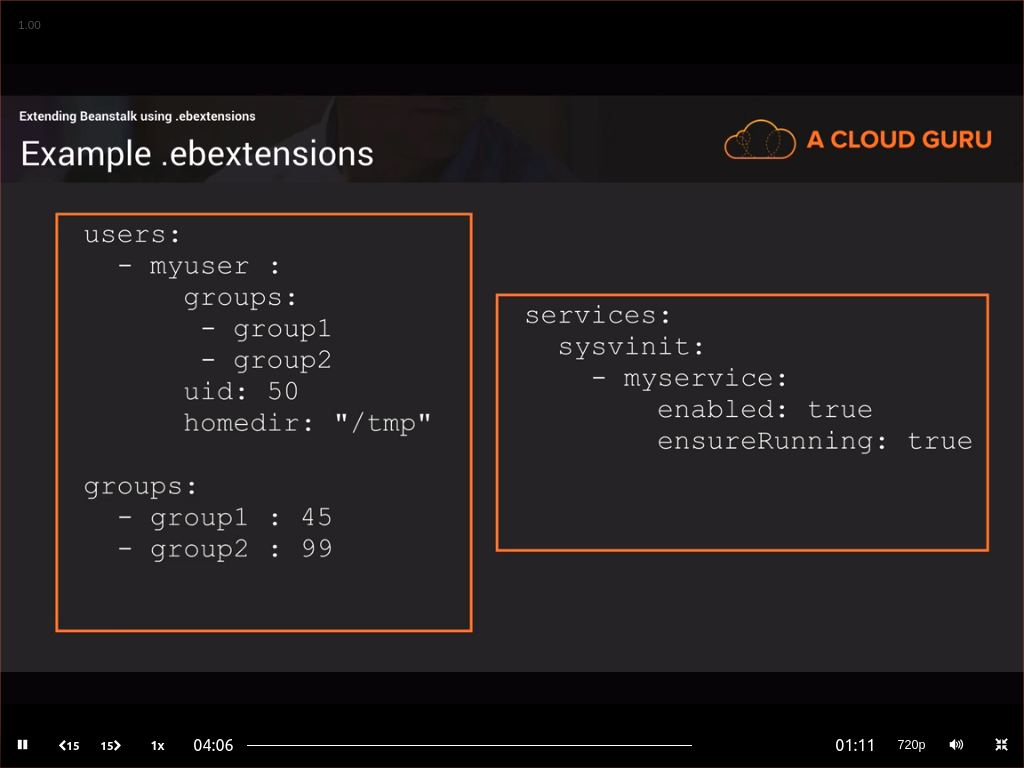 1.00
Extending Beanstalk using .ebextensions
Example .ebextensions
A CLOUD GURU
users:
  - myuser :
      groups:
       - group1
       - group2
      uid: 50
      homedir: "/tmp"
groups:
  - group1 : 45
  - group2 : 99
services:
  sysvinit:
    - myservice:
        enabled: true
        ensureRunning: true
15 15 1x 04:06 01:11 720p